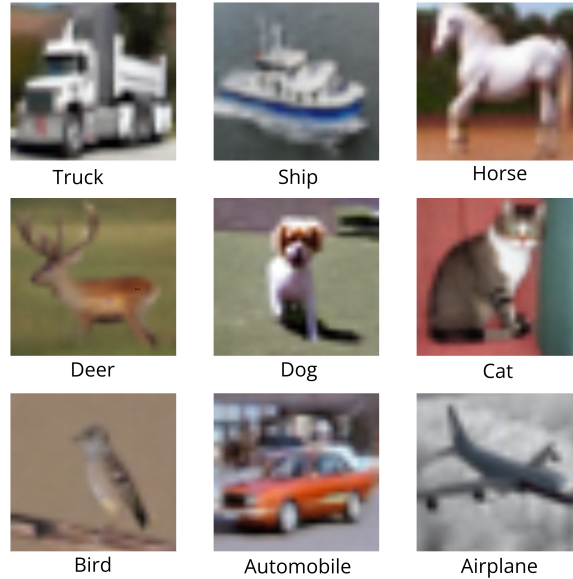 Truck
Ship
Horse
Deer
Dog
Cat
Bird
Automobile
Airplane